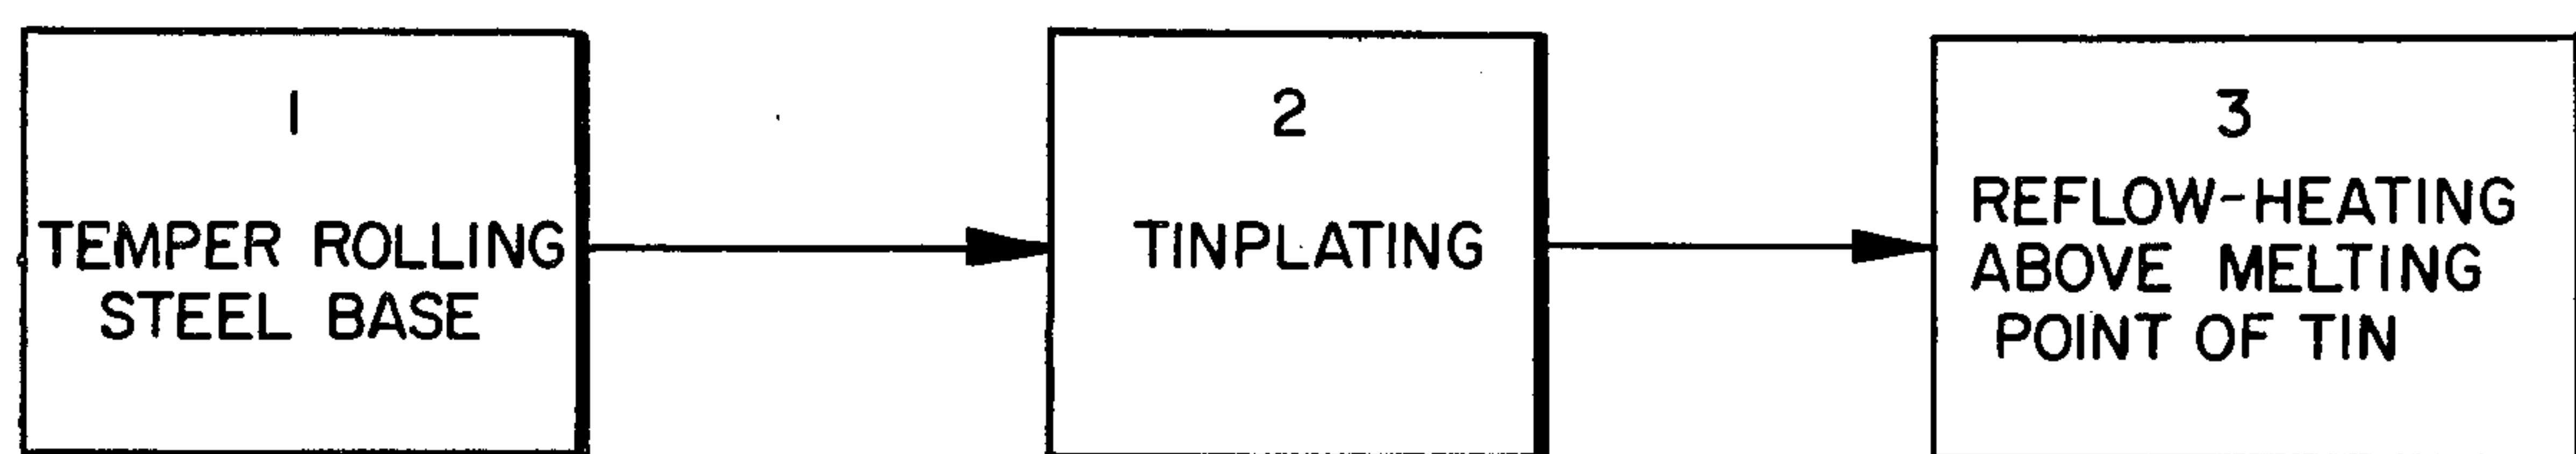 1
TEMPER ROLLING
STEEL BASE
2
TINPLATING
3
REFLOW-HEATING
ABOVE MELTING
POINT OF TIN